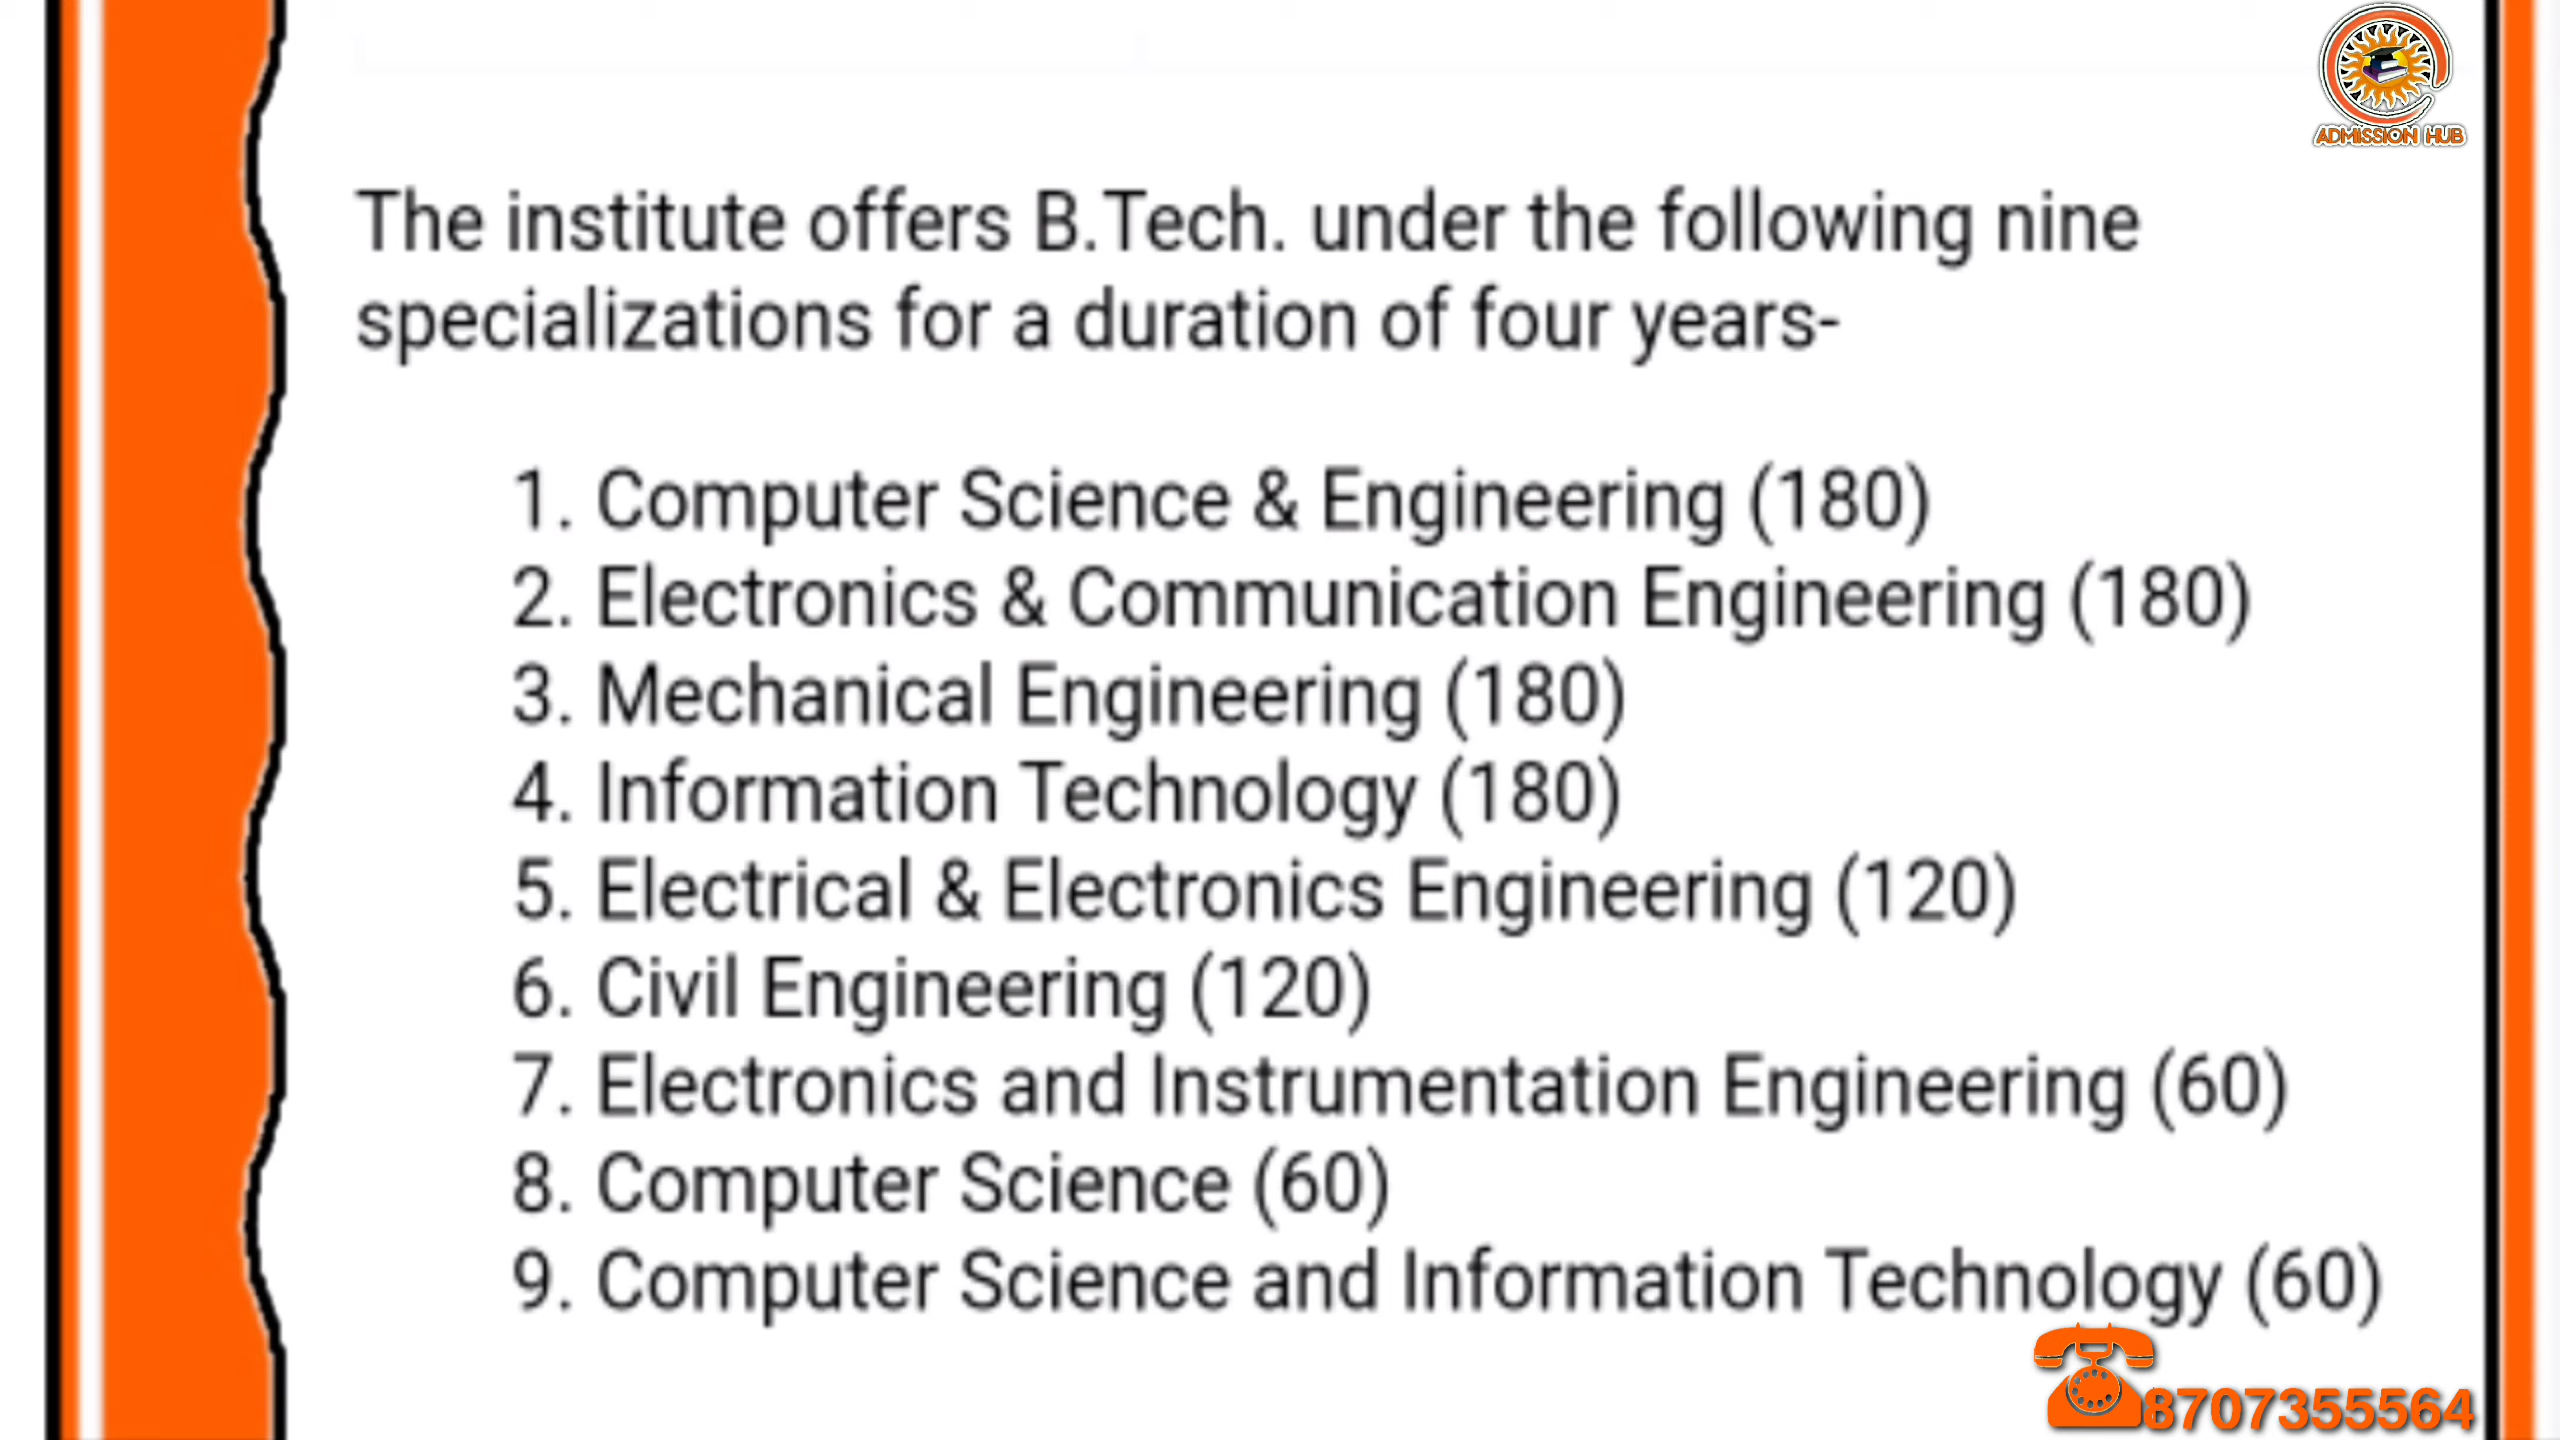 ADMISSION HUB
The institute offers B.Tech. under the following nine
specializations for a duration of four years-
1. Computer Science & Engineering (180)
2. Electronics & Communication Engineering (180)
3. Mechanical Engineering (180)
4. Information Technology (180)
5. Electrical & Electronics Engineering (120)
6. Civil Engineering (120)
7. Electronics and Instrumentation Engineering (60)
8. Computer Science (60)
9. Computer Science and Information Technology (60)
8707355564